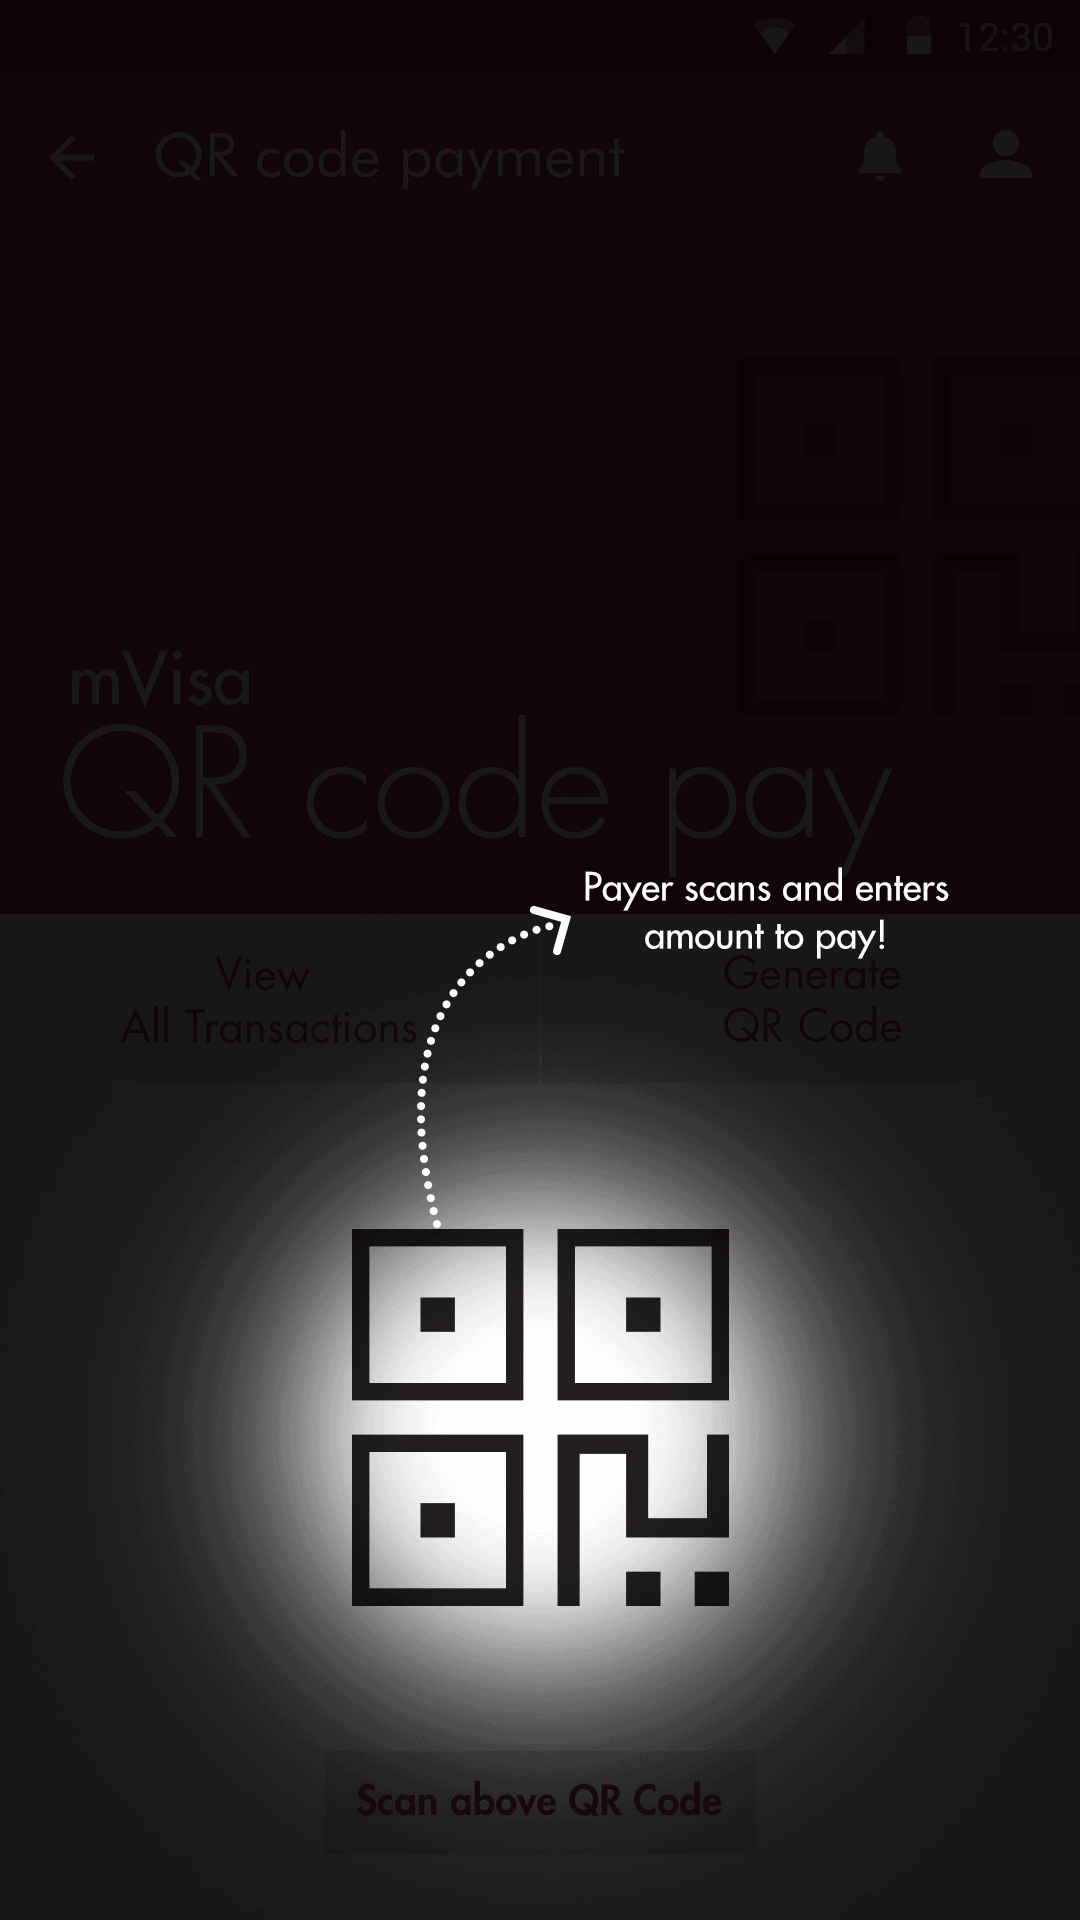 12:30
QR code payment
mVisa
QR code pay
Payer scans and enters
amount to pay!
View
All Transactions
Generate
QR Code
Scan above QR Code